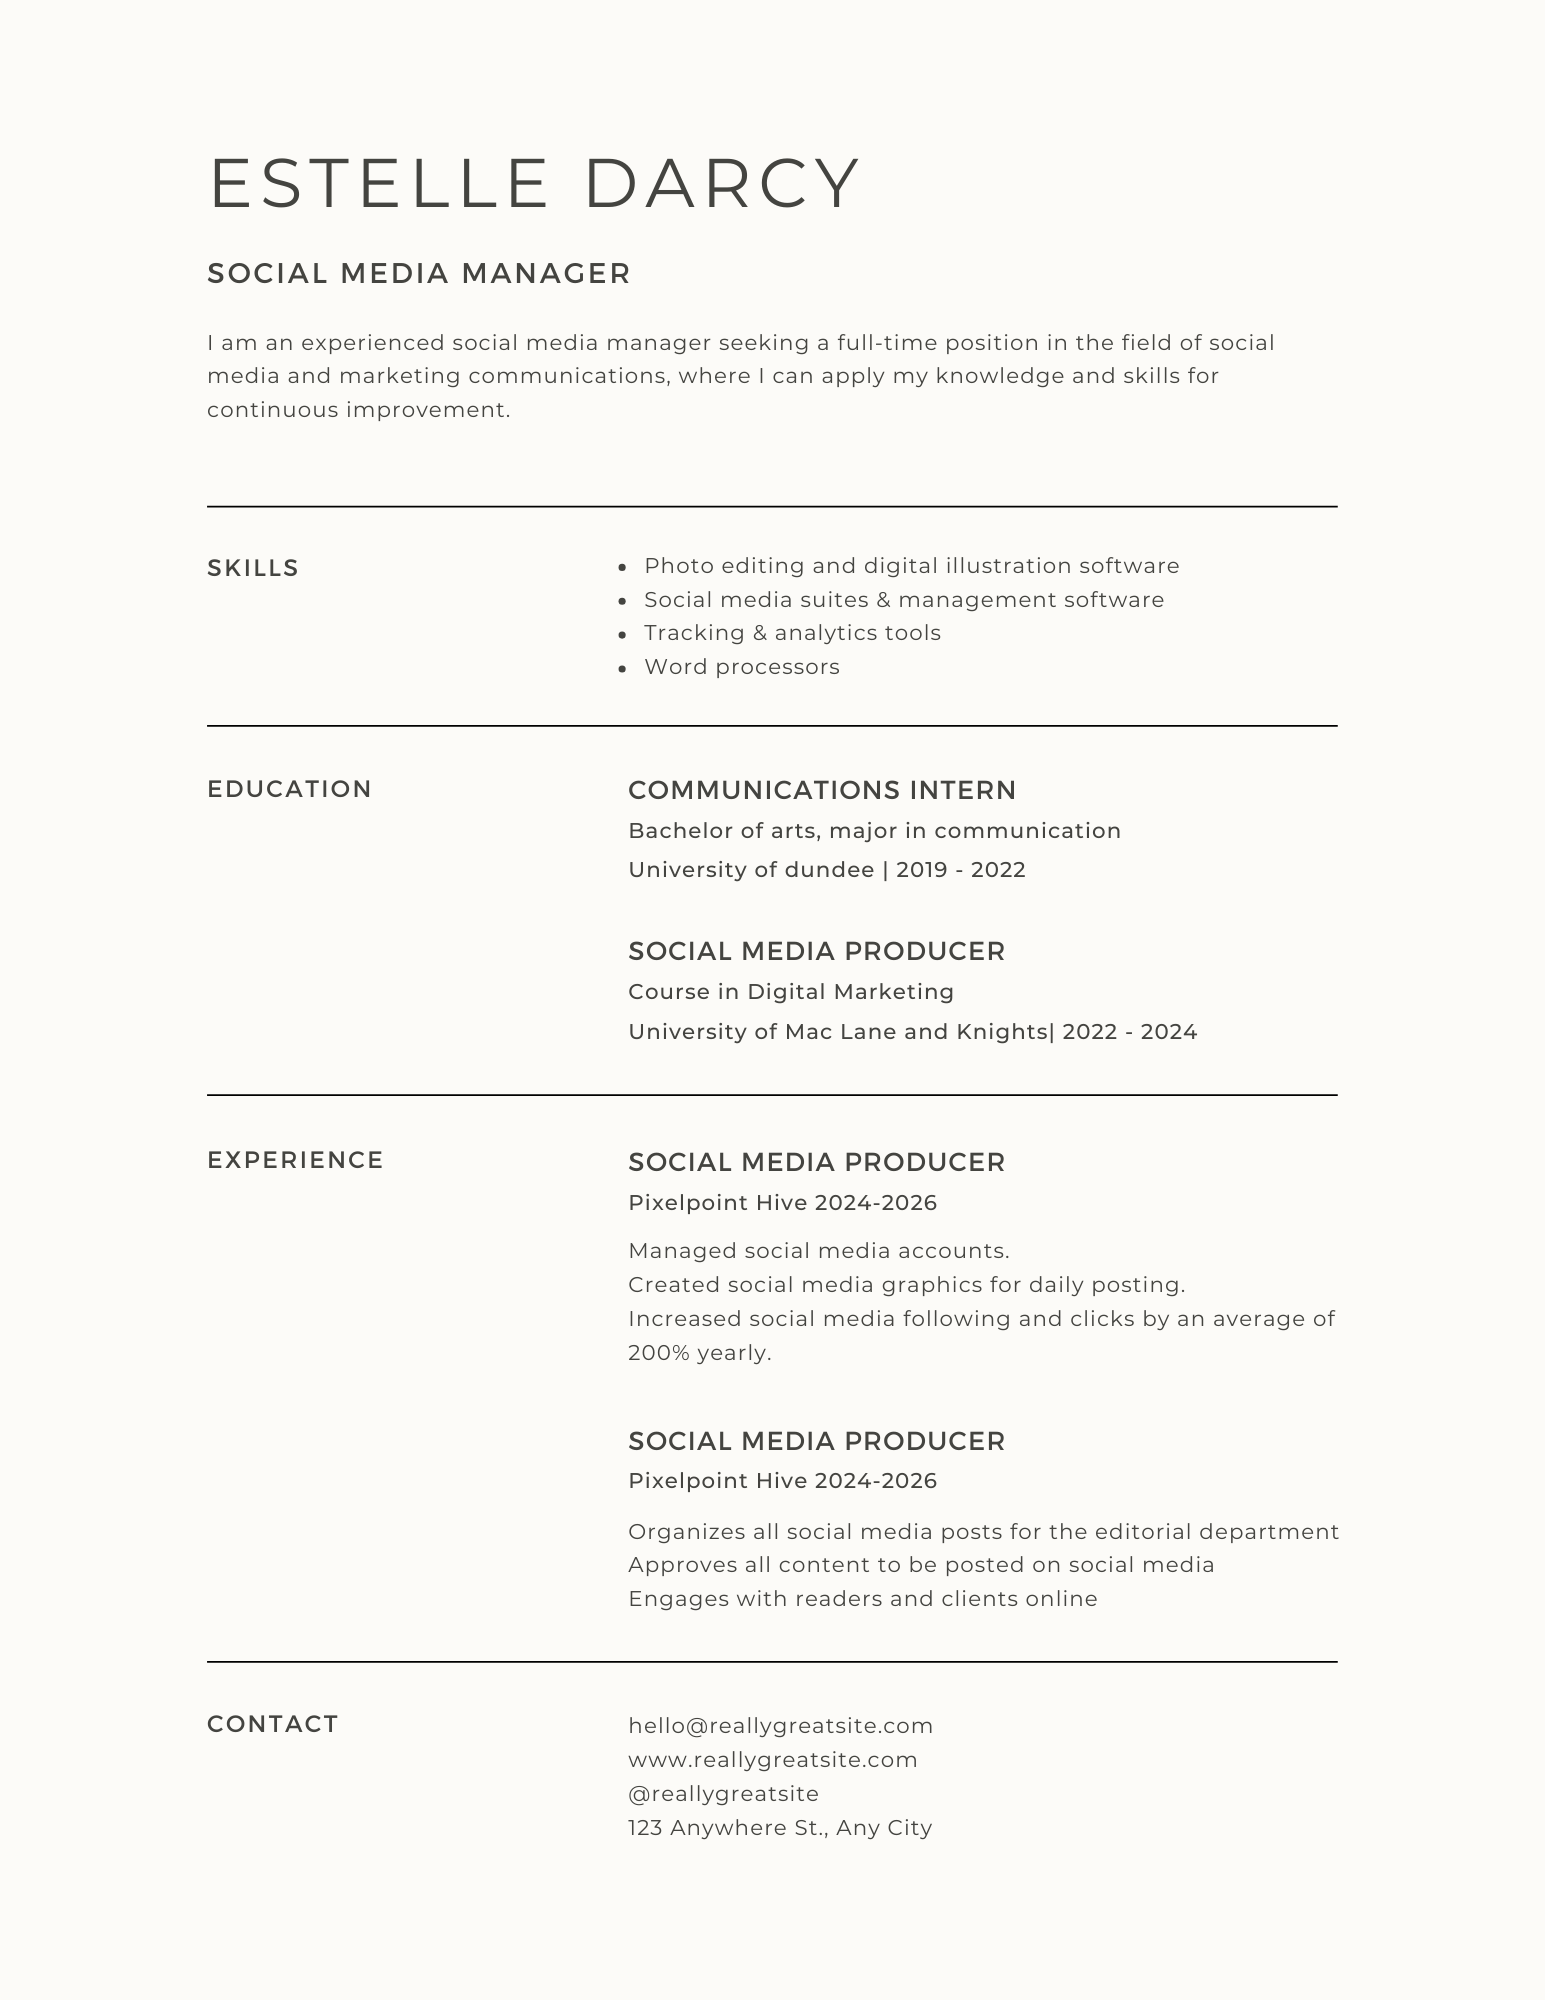 ESTELLE DARCY
SOCIAL MEDIA MANAGER
I am an experienced social media manager seeking a full-time position in the field of social
media and marketing communications, where I can apply my knowledge and skills for
continuous improvement.
SKILLS
Photo editing and digital illustration software
Social media suites & management software
Tracking & analytics tools
Word processors
EDUCATION
COMMUNICATIONS INTERN
Bachelor of arts, major in communication
University of dundee | 2019 - 2022
SOCIAL MEDIA PRODUCER
Course in Digital Marketing
University of Mac Lane and Knights| 2022 - 2024
EXPERIENCE
SOCIAL MEDIA PRODUCER
Pixelpoint Hive 2024-2026
Managed social media accounts.
Created social media graphics for daily posting.
Increased social media following and clicks by an average of
200% yearly.
SOCIAL MEDIA PRODUCER
Pixelpoint Hive 2024-2026
Organizes all social media posts for the editorial department
Approves all content to be posted on social media
Engages with readers and clients online
CONTACT
hello@reallygreatsite.com
www.reallygreatsite.com
@reallygreatsite
123 Anywhere St., Any City